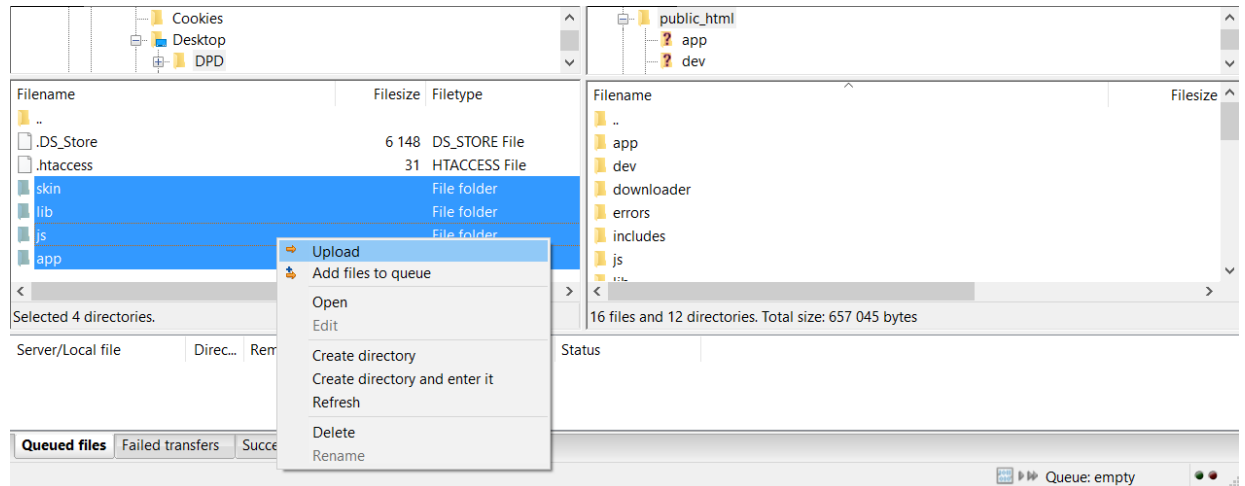 Cookies
Desktop
DPD
public_html
app
dev
Filename Filesize Filetype
..
.DS_Store 6 148 DS_STORE File
.htaccess 31 HTACCESS File
skin File folder
lib File folder
js File folder
app
Selected 4 directories.
Filename Filesize
..
app
dev
downloader
errors
includes
js
lib
16 files and 12 directories. Total size: 657 045 bytes
Upload
Add files to queue
Open
Edit
Create directory
Create directory and enter it
Refresh
Delete
Rename
Server/Local file Direc... Rem Status
Queued files Failed transfers Succe
Queue: empty